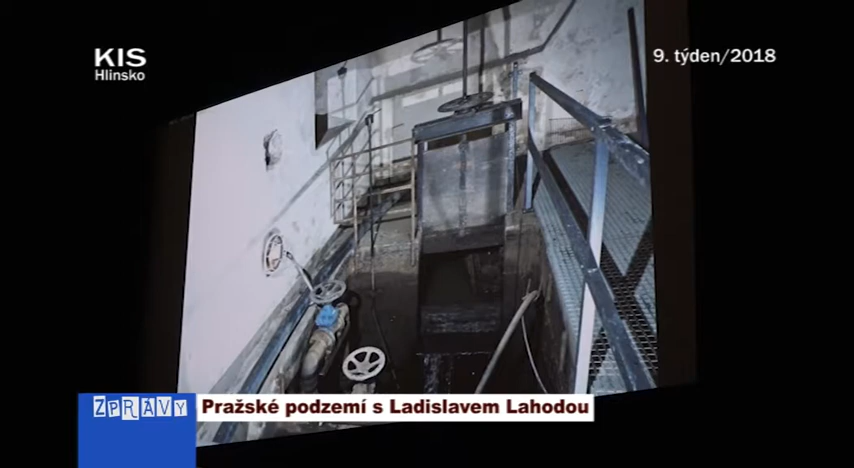 KIS
Hlinsko
9. týden/2018
ZPRÁVY
Pražské podzemí s Ladislavem Lahodou